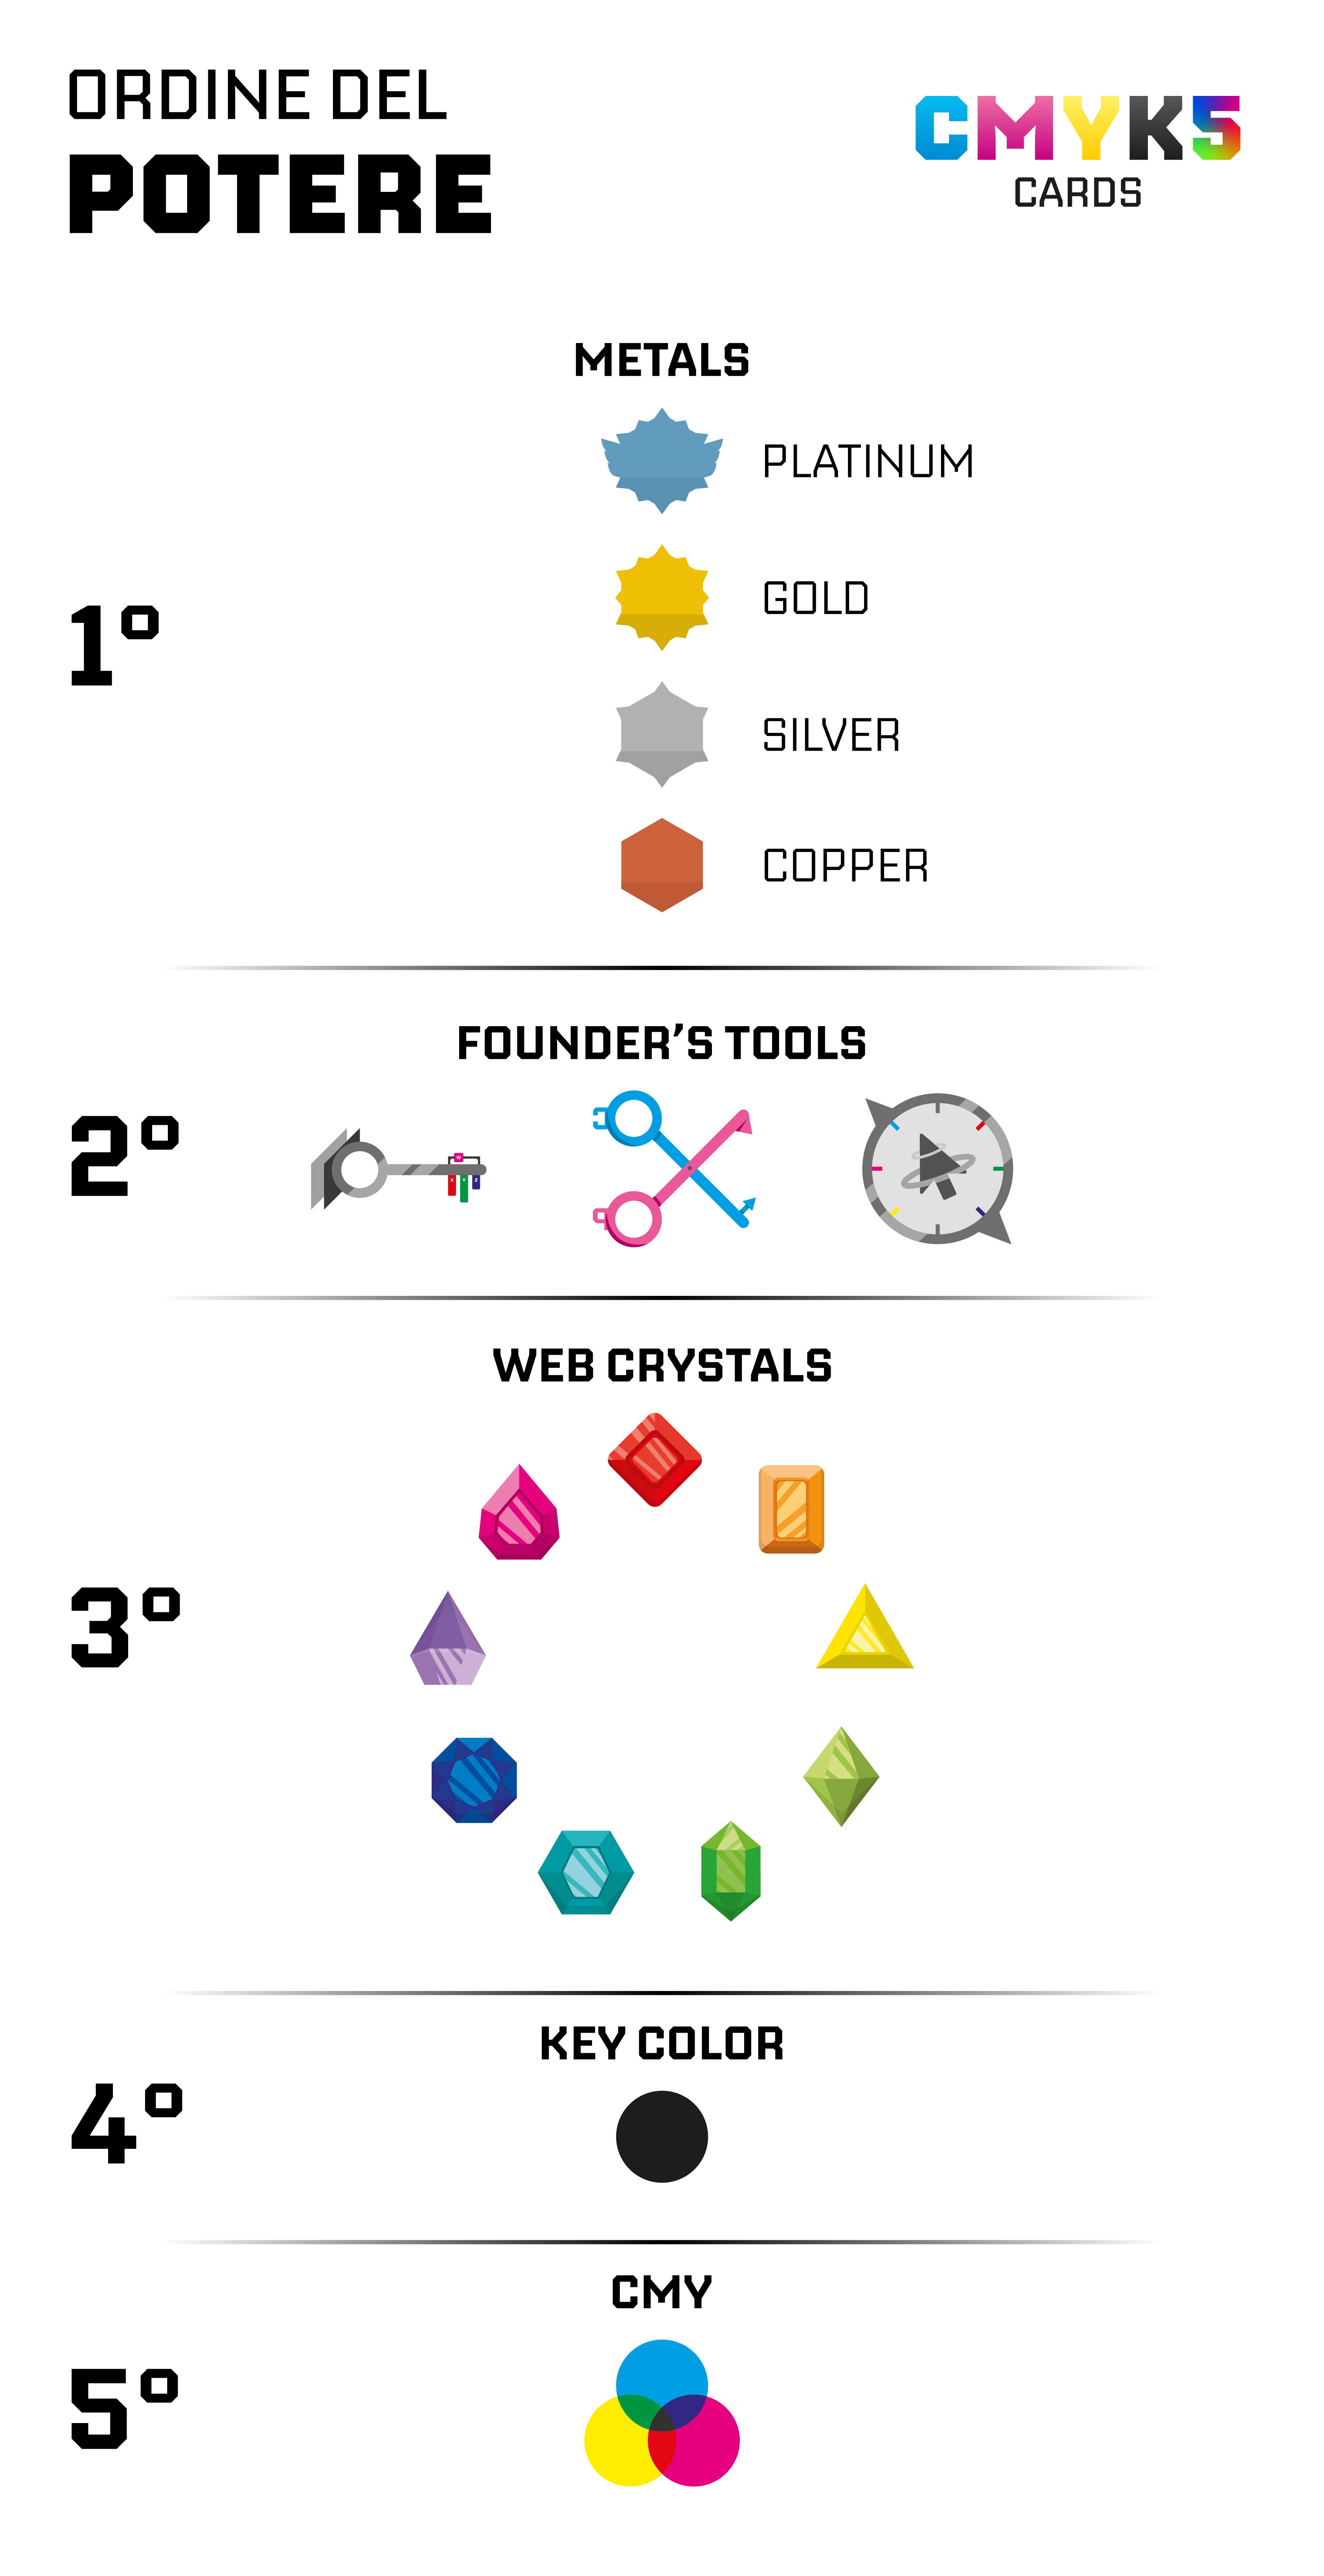 ORDINE DEL
POTERE
CMYK5
CARDS
METALS
PLATINUM
GOLD
1°
SILVER
COPPER
FOUNDER'S TOOLS
2°
W
X Y Z
WEB CRYSTALS
3°
KEY COLOR
4°
CMY
5°